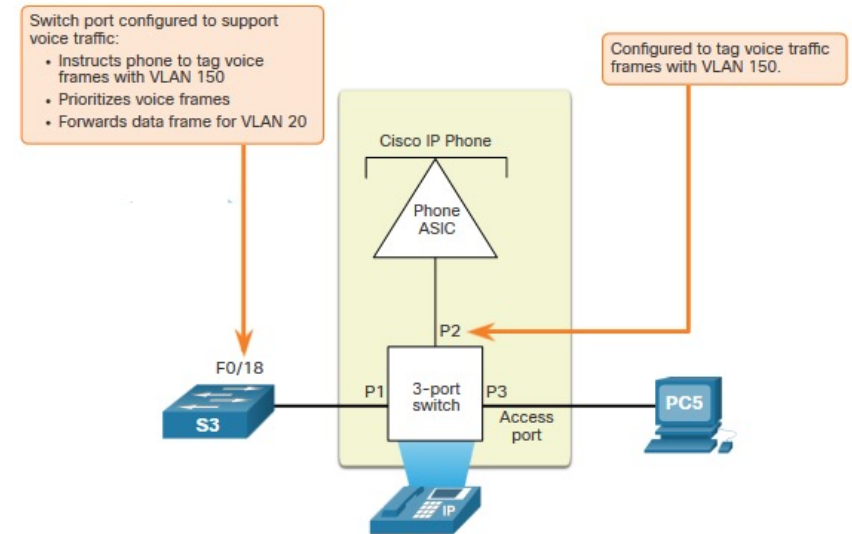 Switch port configured to support
voice traffic:
• Instructs phone to tag voice
frames with VLAN 150
• Prioritizes voice frames
• Forwards data frame for VLAN 20
Configured to tag voice traffic
frames with VLAN 150.
Cisco IP Phone
Phone
ASIC
P2
F0/18
P1
3-port
switch
P3
Access
port
S3
PC5
IP